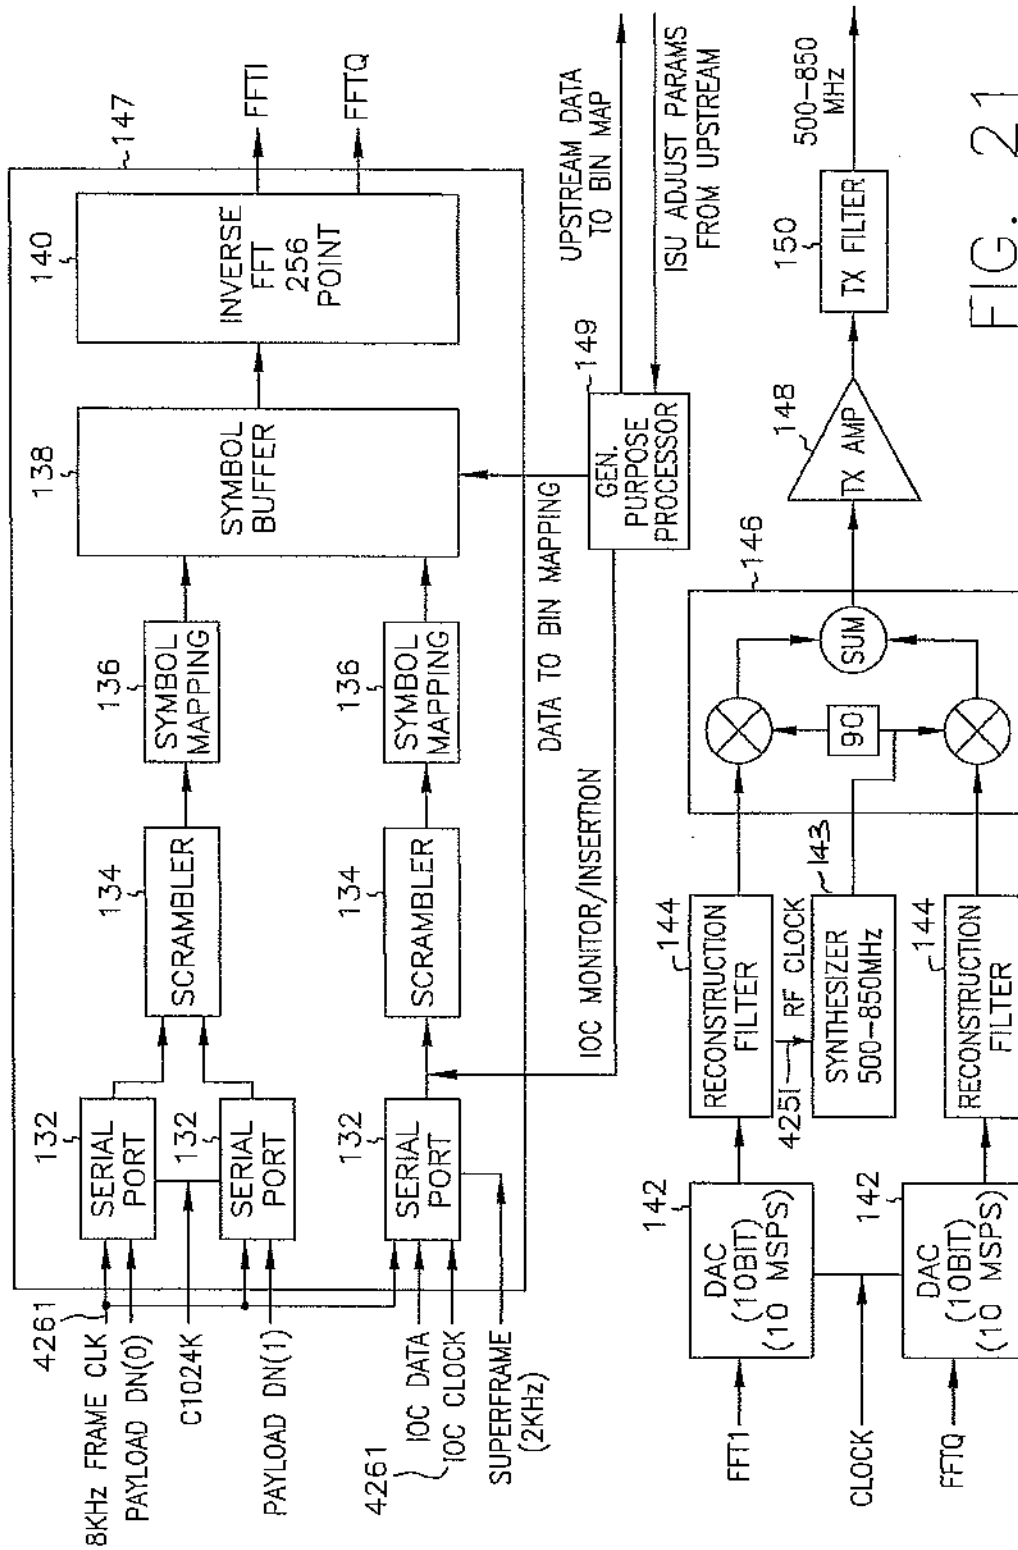 147
FFTI
FFTQ
140
INVERSE
FFT
256
POINT
138
SYMBOL
BUFFER
136
SYMBOL
MAPPING
136
SYMBOL
MAPPING
134
SCRAMBLER
134
SCRAMBLER
132
SERIAL
PORT
132
SERIAL
PORT
132
SERIAL
PORT
4261
8KHz FRAME CLK
PAYLOAD DN(0)
C1024K
PAYLOAD DN(1)
4261
IOC DATA
IOC CLOCK
SUPERFRAME
(2KHz)
DATA TO BIN MAPPING
IOC MONITOR/INSERTION
149
GEN.
PURPOSE
PROCESSOR
UPSTREAM DATA
TO BIN MAP
ISU ADJUST PARAMS
FROM UPSTREAM
FFT1
CLOCK
FFTQ
142
DAC
(10BIT)
(10 MSPS)
142
DAC
(10BIT)
(10 MSPS)
144
RECONSTRUCTION
FILTER
4251
RF CLOCK
143
SYNTHESIZER
500-850MHz
144
RECONSTRUCTION
FILTER
146
90
SUM
148
TX AMP
150
TX FILTER
500-850
MHz
FIG. 21